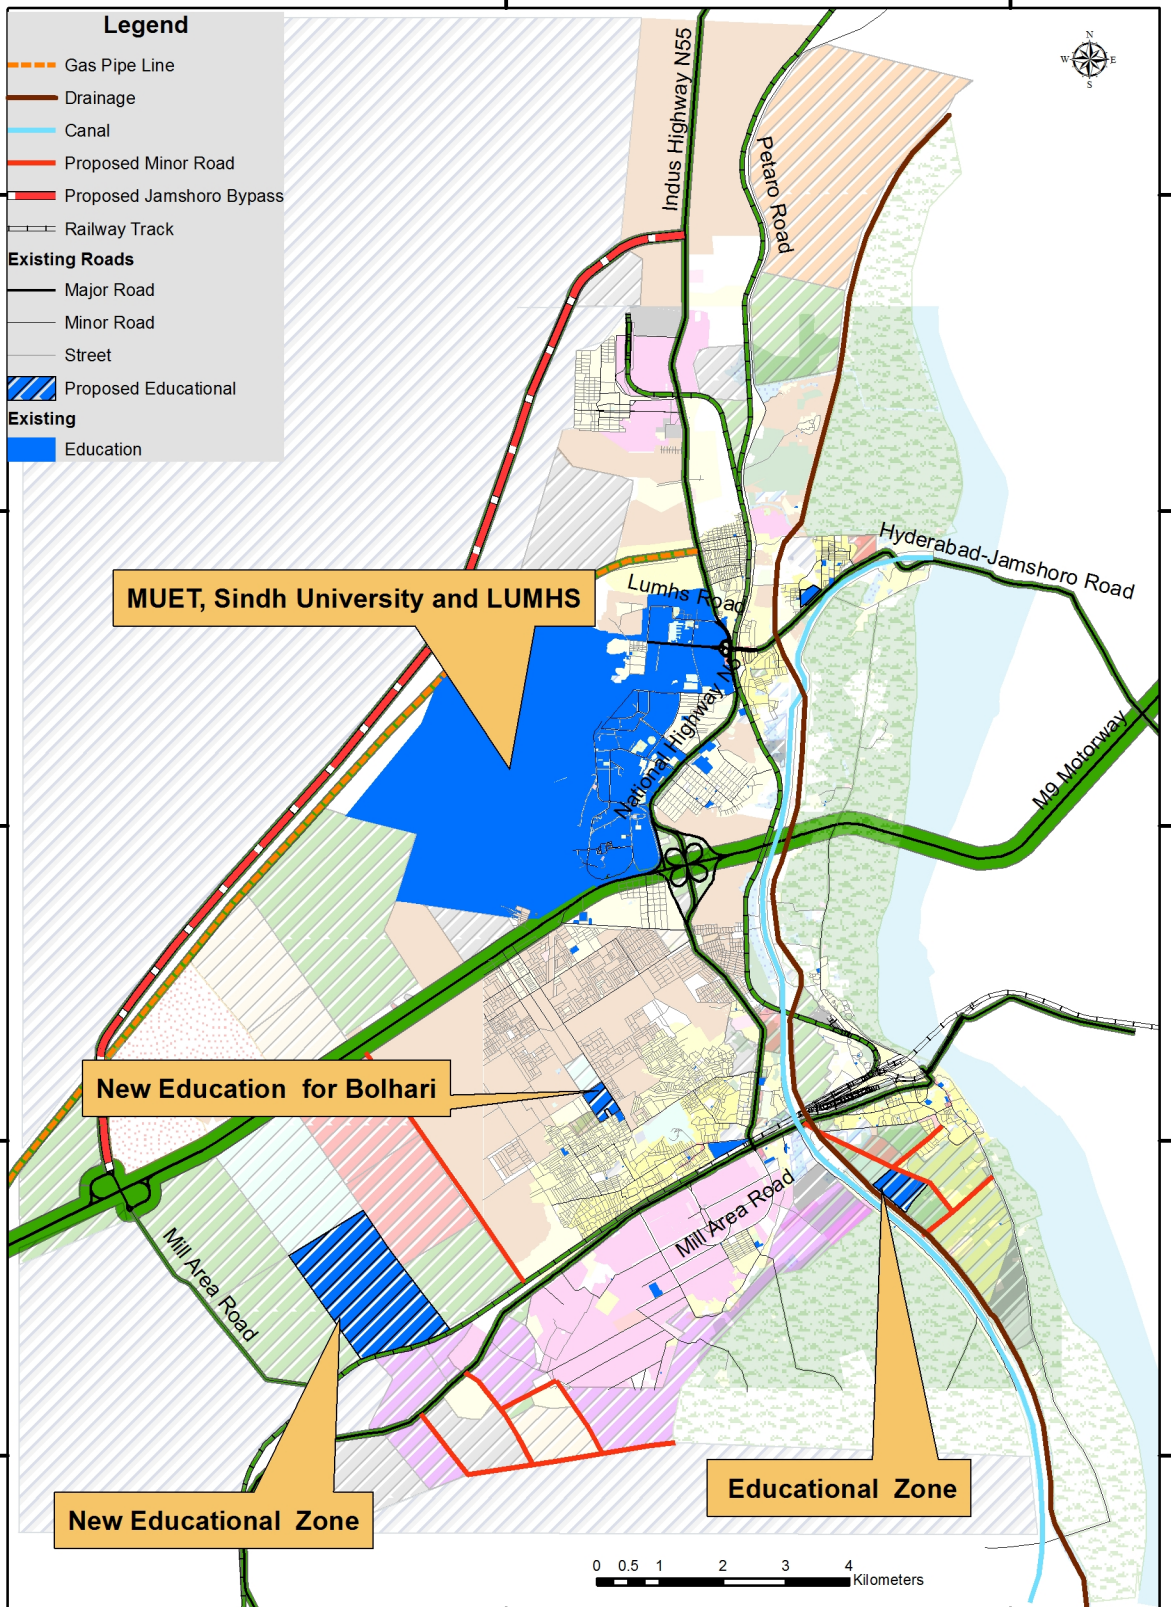 Legend
Gas Pipe Line
Drainage
Canal
Proposed Minor Road
Proposed Jamshoro Bypass
Railway Track
Existing Roads
Major Road
Minor Road
Street
Proposed Educational
Existing
Education
N
W E
S
Indus Highway N55
Petaro Road
Hyderabad-Jamshoro Road
Lumhs Road
MUET, Sindh University and LUMHS
National Highway N5
M9 Motorway
New Education for Bolhari
Mill Area Road
Mill Area Road
Educational Zone
New Educational Zone
0 0.5 1 2 3 4
Kilometers